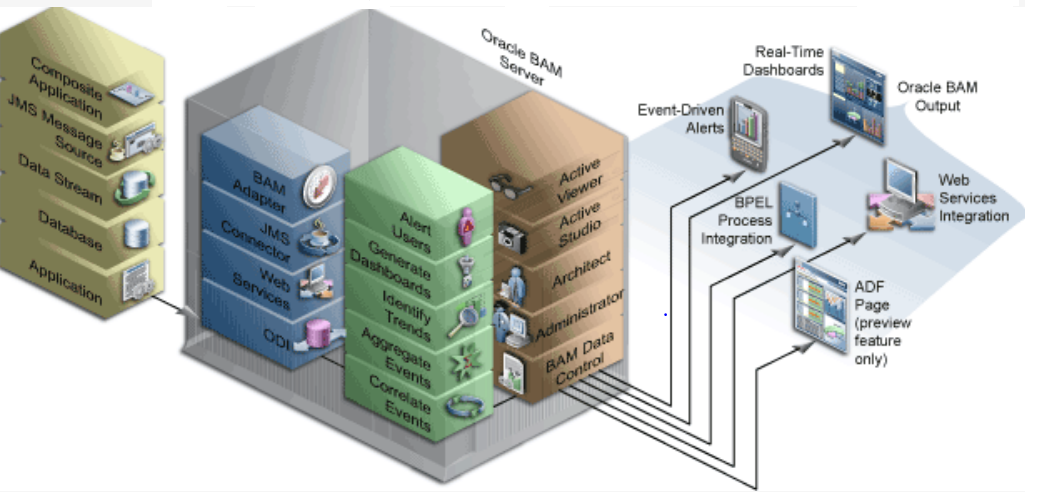 Composite
Application
JMS Message
Source
Data Stream
Database
Application
Oracle BAM
Server
BAM
Adapter
JMS
Connector
Web
Services
ODI
Alert
Users
Generate
Dashboards
Identify
Trends
Aggregate
Events
Correlate
Events
Active
Viewer
Active
Studio
Architect
Administrator
BAM Data
Control
Real-Time
Dashboards
Oracle BAM
Output
Event-Driven
Alerts
BPEL
Process
Integration
Web
Services
Integration
ADF
Page
(preview
feature
only)